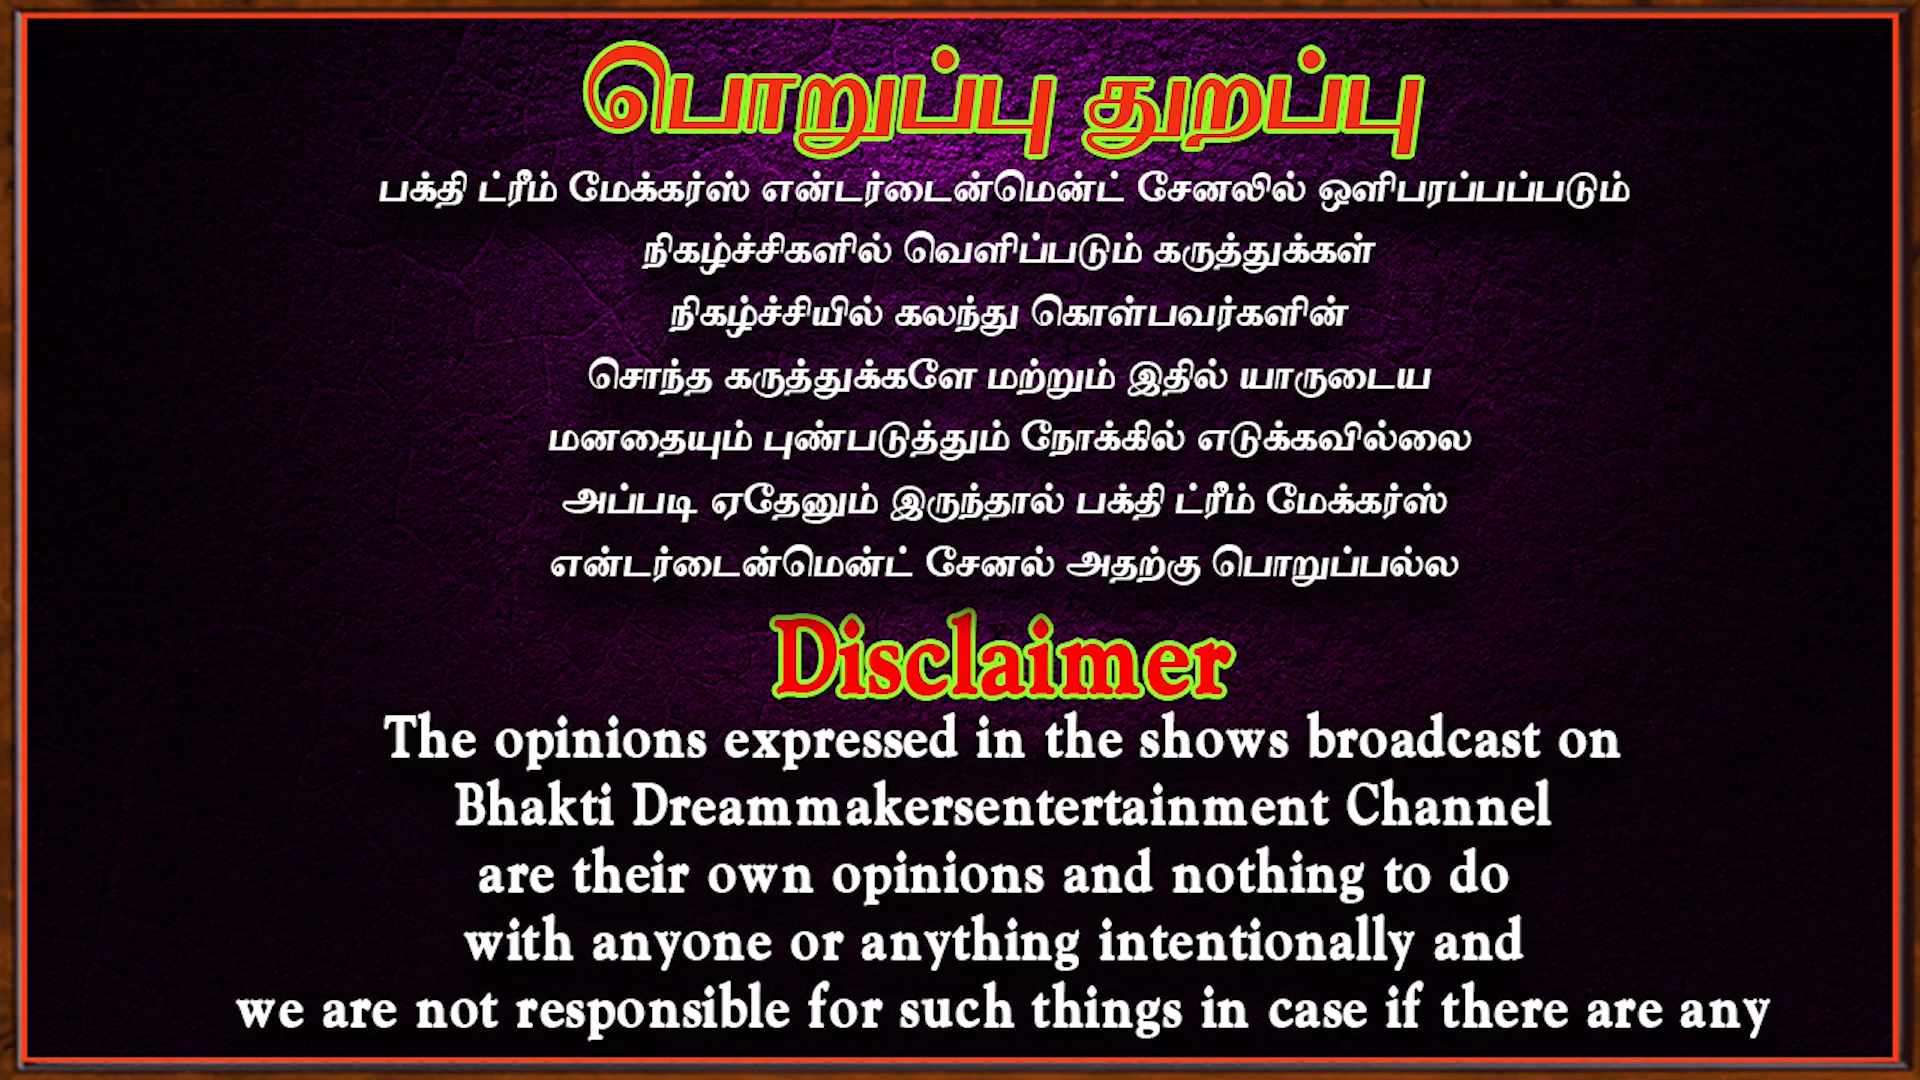 பொறுப்பு துறப்பு
பக்தி ட்ரீம் மேக்கர்ஸ் என்டர்டைன்மென்ட் சேனலில் ஒளிபரப்பப்படும்
நிகழ்ச்சிகளில் வெளிப்படும் கருத்துக்கள்
நிகழ்ச்சியில் கலந்து கொள்பவர்களின்
சொந்த கருத்துக்களே மற்றும் இதில் யாருடைய
மனதையும் புண்படுத்தும் நோக்கில் எடுக்கவில்லை
அப்படி ஏதேனும் இருந்தால் பக்தி ட்ரீம் மேக்கர்ஸ்
என்டர்டைன்மென்ட் சேனல் அதற்கு பொறுப்பல்ல
Disclaimer
The opinions expressed in the shows broadcast on
Bhakti Dreammakersentertainment Channel
are their own opinions and nothing to do
with anyone or anything intentionally and
we are not responsible for such things in case if there are any